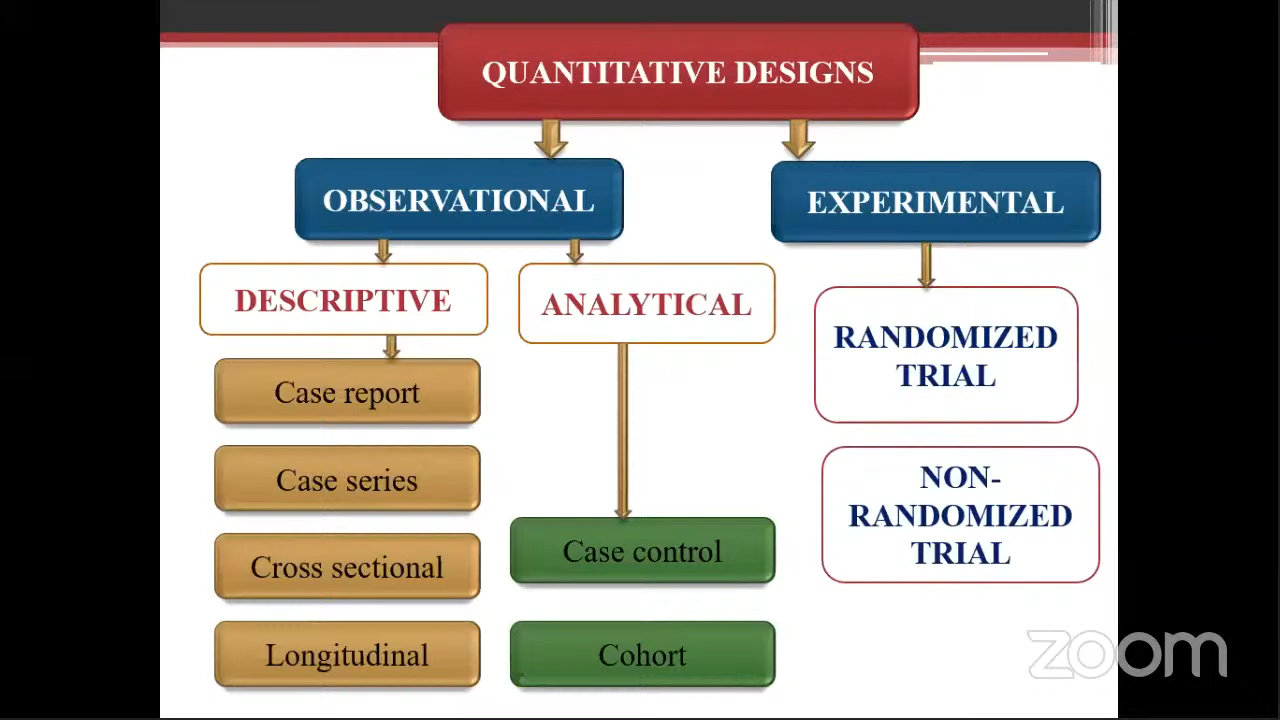 QUANTITATIVE DESIGNS
OBSERVATIONAL
EXPERIMENTAL
DESCRIPTIVE
ANALYTICAL
RANDOMIZED
TRIAL
Case report
Case series
NON-
RANDOMIZED
TRIAL
Cross sectional
Case control
Longitudinal
Cohort
zoom